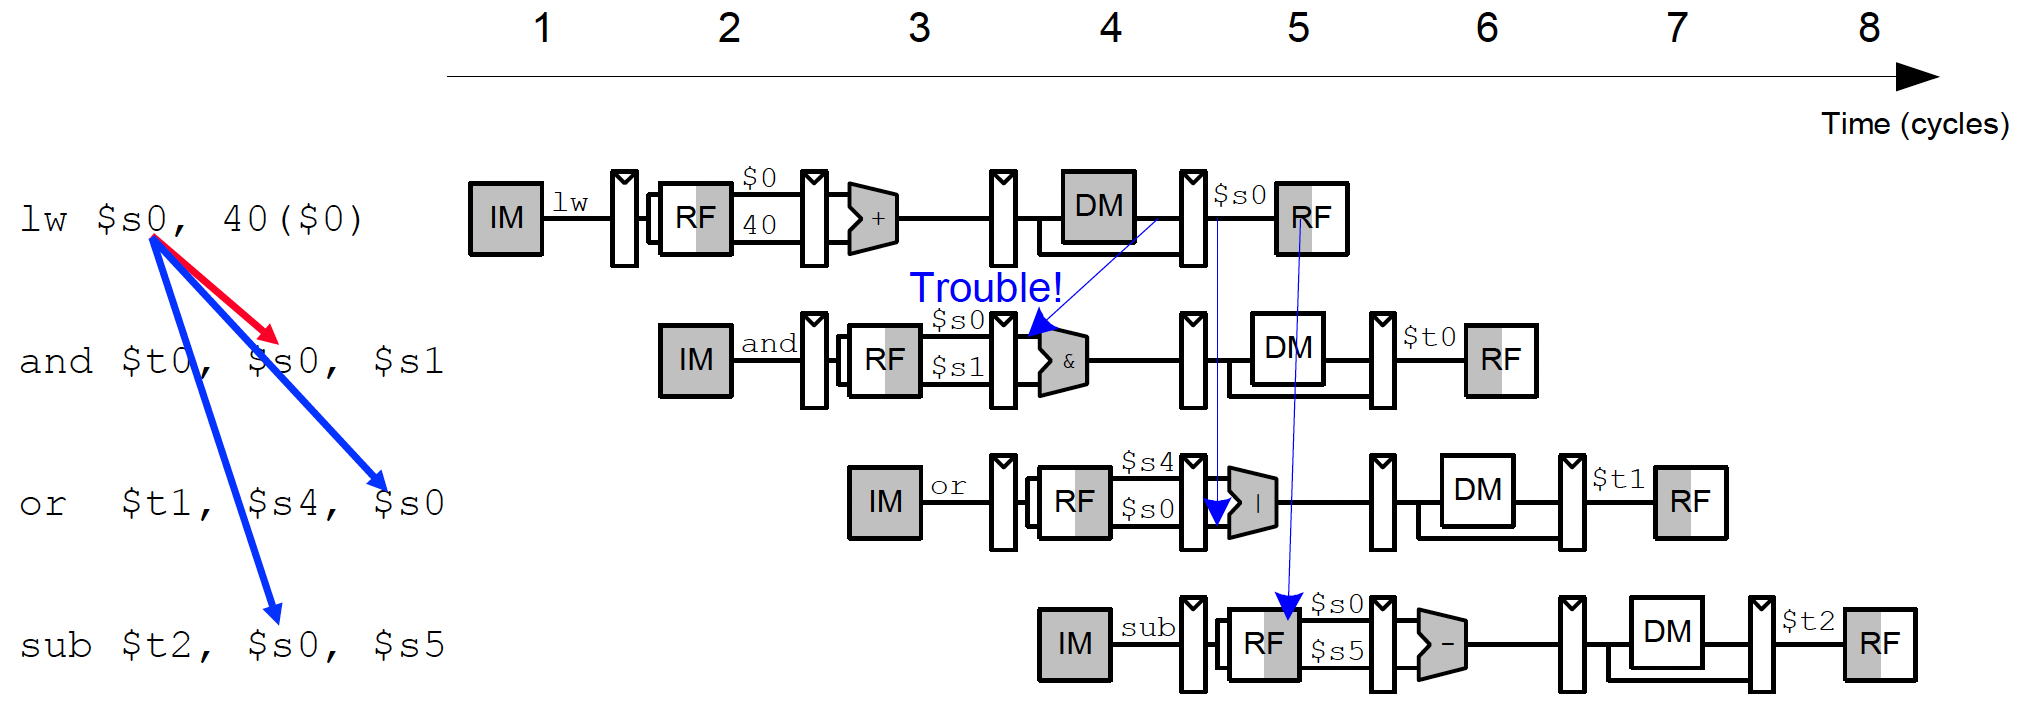 1 2 3 4 5 6 7 8
Time (cycles)
lw $s0, 40($0)
IM lw RF $0 40 + DM $s0 RF
Trouble!
and $t0, $s0, $s1
IM and RF $s0 $s1 & DM $t0 RF
or $t1, $s4, $s0
IM or RF $s4 $s0 | DM $t1 RF
sub $t2, $s0, $s5
IM sub RF $s0 $s5 - DM $t2 RF